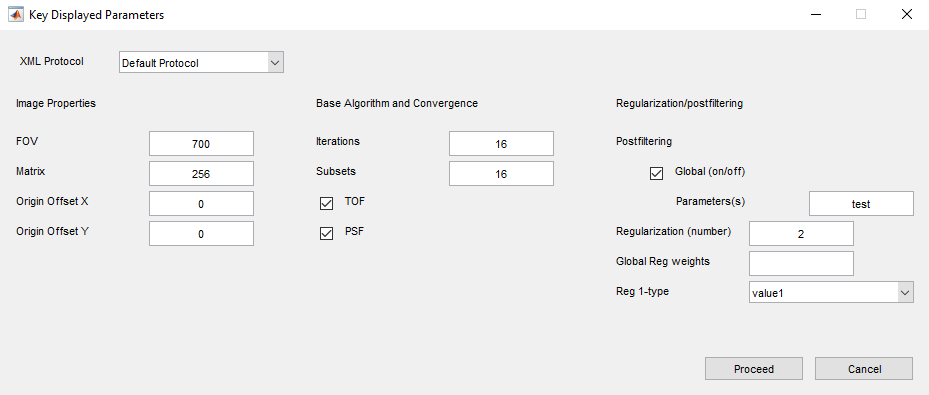 Key Displayed Parameters
XML Protocol Default Protocol
Image Properties Base Algorithm and Convergence Regularization/postfiltering
FOV 700 Iterations 16 Postfiltering
Matrix 256 Subsets 16 Global (on/off)
Origin Offset X 0 TOF Parameters(s) test
Origin Offset Y 0 PSF Regularization (number) 2
Global Reg weights
Reg 1-type value1
Proceed Cancel